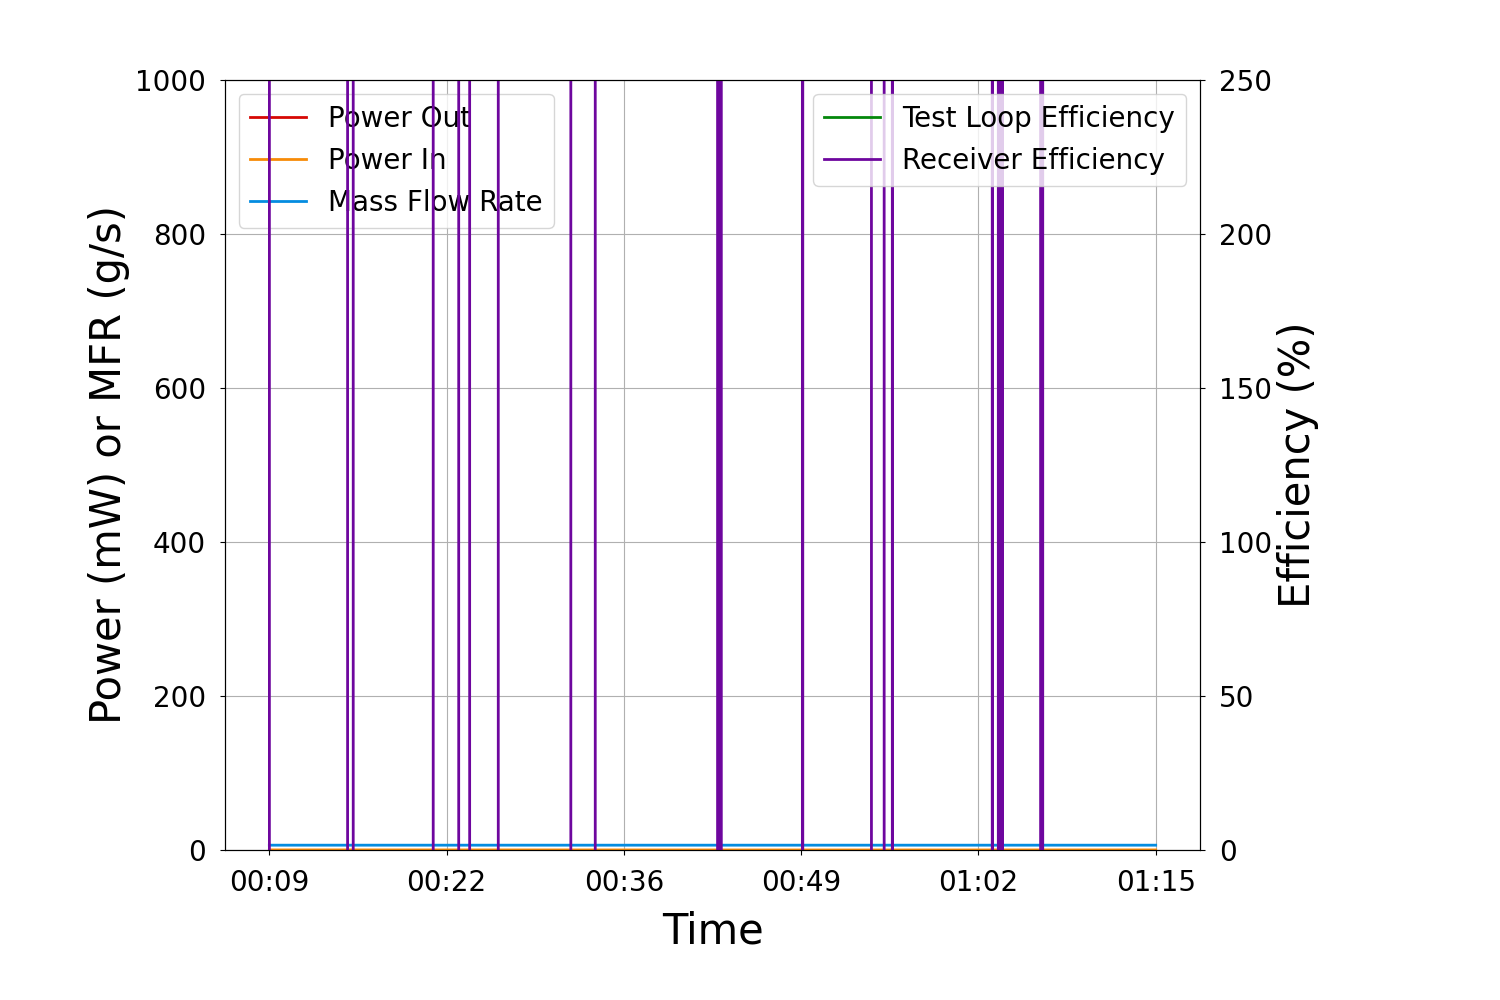 1000
800
600
400
200
0
Power (mW) or MFR (g/s)
Power Out
Power In
Mass Flow Rate
Test Loop Efficiency
Receiver Efficiency
250
200
150
100
50
0
Efficiency (%)
00:09 00:22 00:36 00:49 01:02 01:15
Time